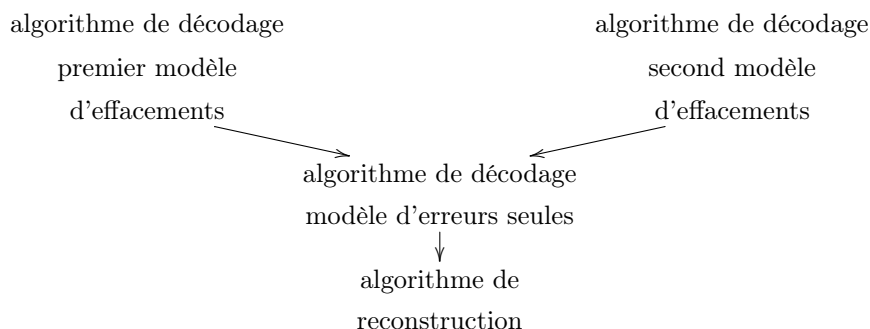 algorithme de décodage
premier modèle
d'effacements
algorithme de décodage
second modèle
d'effacements
algorithme de décodage
modèle d'erreurs seules
algorithme de
reconstruction